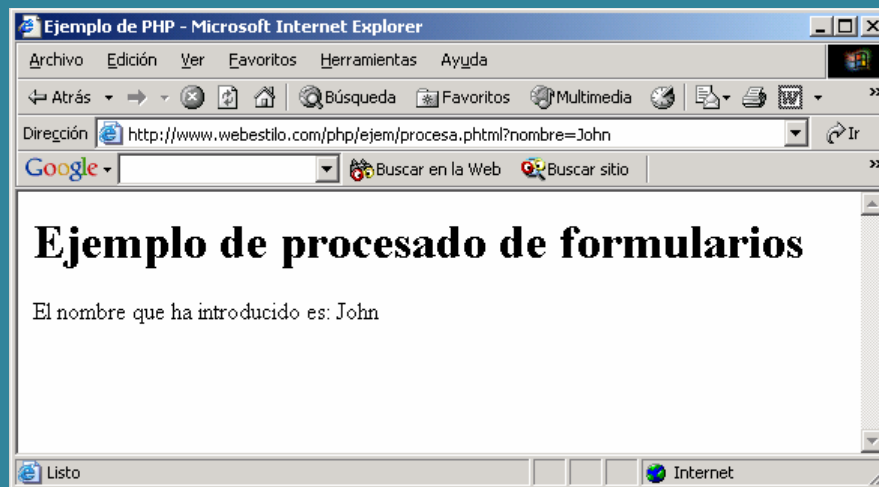 Ejemplo de PHP - Microsoft Internet Explorer
Archivo Edición Ver Favoritos Herramientas Ayuda
Atrás Búsqueda Favoritos Multimedia W »
Dirección http://www.webestilo.com/php/ejem/procesa.phtml?nombre=John Ir
Google Buscar en la Web Buscar sitio »
Ejemplo de procesado de formularios
El nombre que ha introducido es: John
Listo Internet